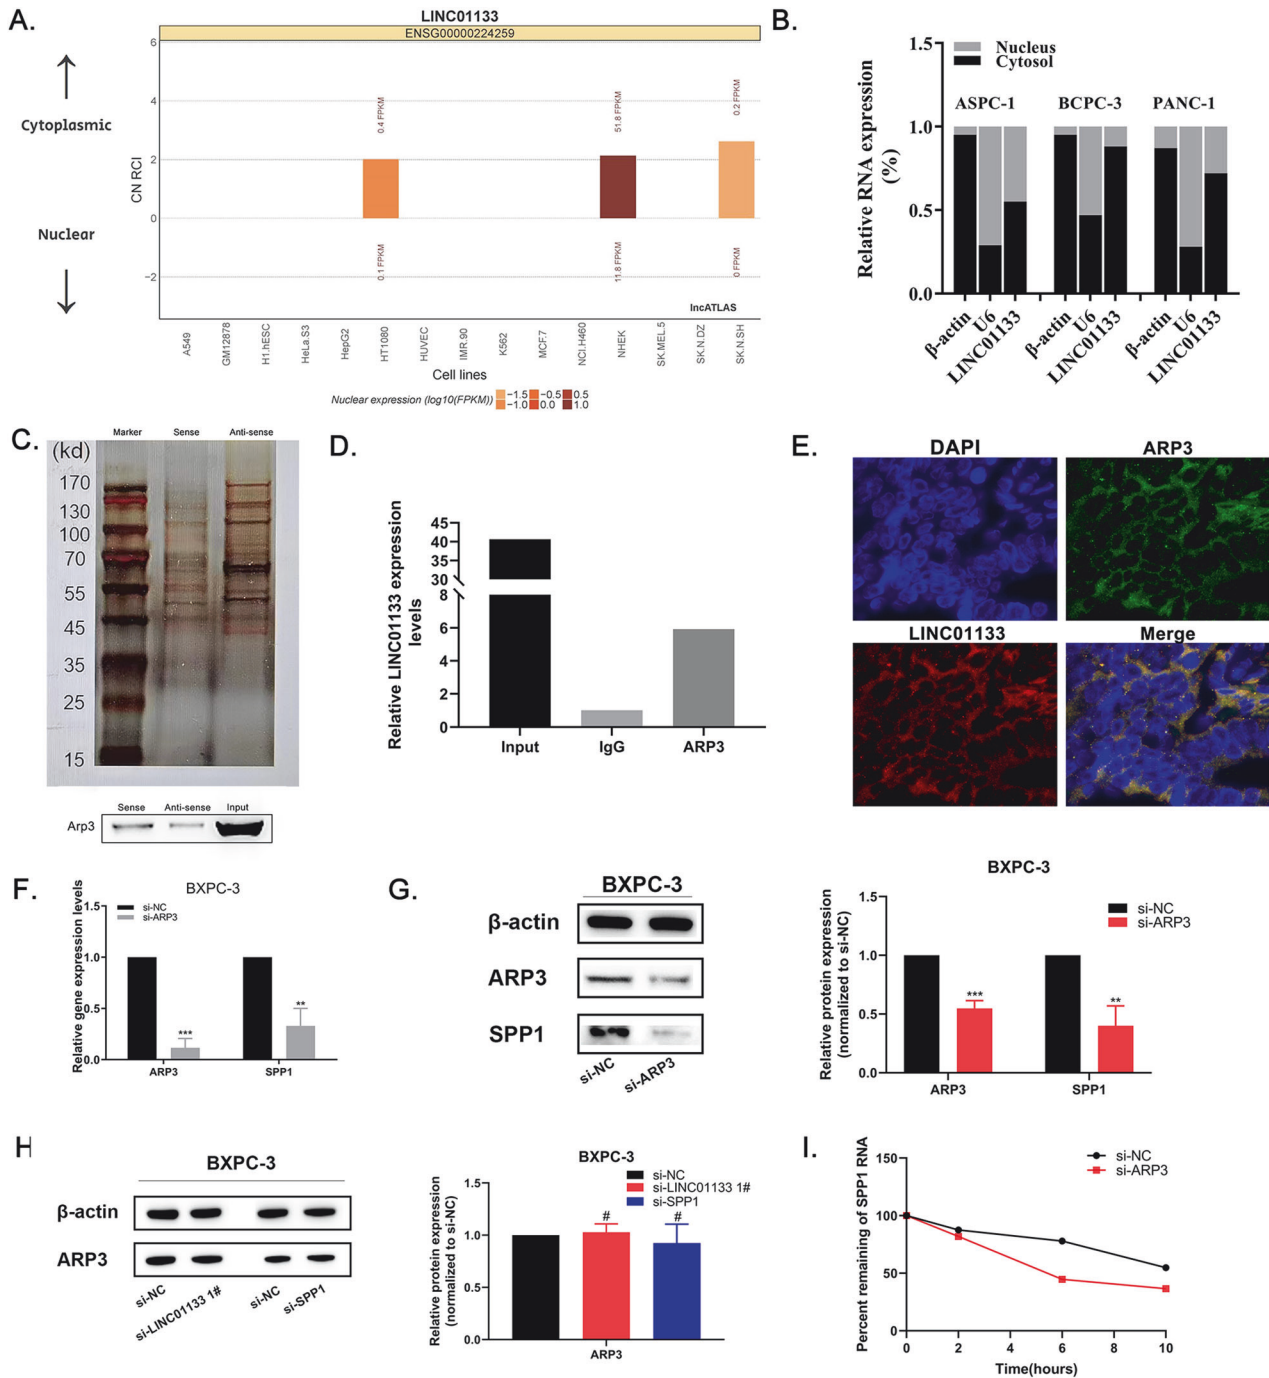 A.
LINC01133
ENSG00000224259
Cytoplasmic
Nuclear
CN RCI
6
4
2
0
−2
0.4 FPKM
0.1 FPKM
51.8 FPKM
11.8 FPKM
0.2 FPKM
0 FPKM
lncATLAS
A549
GM12878
H1.hESC
HeLa.S3
HepG2
HT1080
HUVEC
IMR.90
K562
MCF.7
NCI.H460
NHEK
SK.MEL.5
SK.N.DZ
SK.N.SH
Cell lines
Nuclear expression (log10(FPKM))
−1.5 −0.5 0.5
−1.0 0.0 1.0
B.
Relative RNA expression
(%)
1.5
1.0
0.5
0.0
Nucleus
Cytosol
ASPC-1 BCPC-3 PANC-1
β-actin U6 LINC01133 β-actin U6 LINC01133 β-actin U6 LINC01133
C.
(kd)
Marker Sense Anti-sense
170
130
100
70
55
45
35
25
15
Sense Anti-sense Input
Arp3
D.
Relative LINC01133 expression
levels
45
40
35
30
8
6
4
2
0
Input IgG ARP3
E.
DAPI ARP3
LINC01133 Merge
F.
BXPC-3
Relative gene expression levels
si-NC
si-ARP3
1.5
1.0
0.5
0.0
*** **
ARP3 SPP1
G.
BXPC-3
β-actin
ARP3
SPP1
si-NC si-ARP3
BXPC-3
Relative protein expression
(normalized to si-NC)
si-NC
si-ARP3
1.5
1.0
0.5
0.0
*** **
ARP3 SPP1
H
BXPC-3
β-actin
ARP3
si-NC si-LINC01133 1# si-NC si-SPP1
BXPC-3
si-NC
si-LINC01133 1#
si-SPP1
Relative protein expression
(normalized to si-NC)
1.5
1.0
0.5
0.0
# #
ARP3
I.
Percent remaining of SPP1 RNA
si-NC
si-ARP3
150
100
50
0
0 2 4 6 8 10
Time(hours)